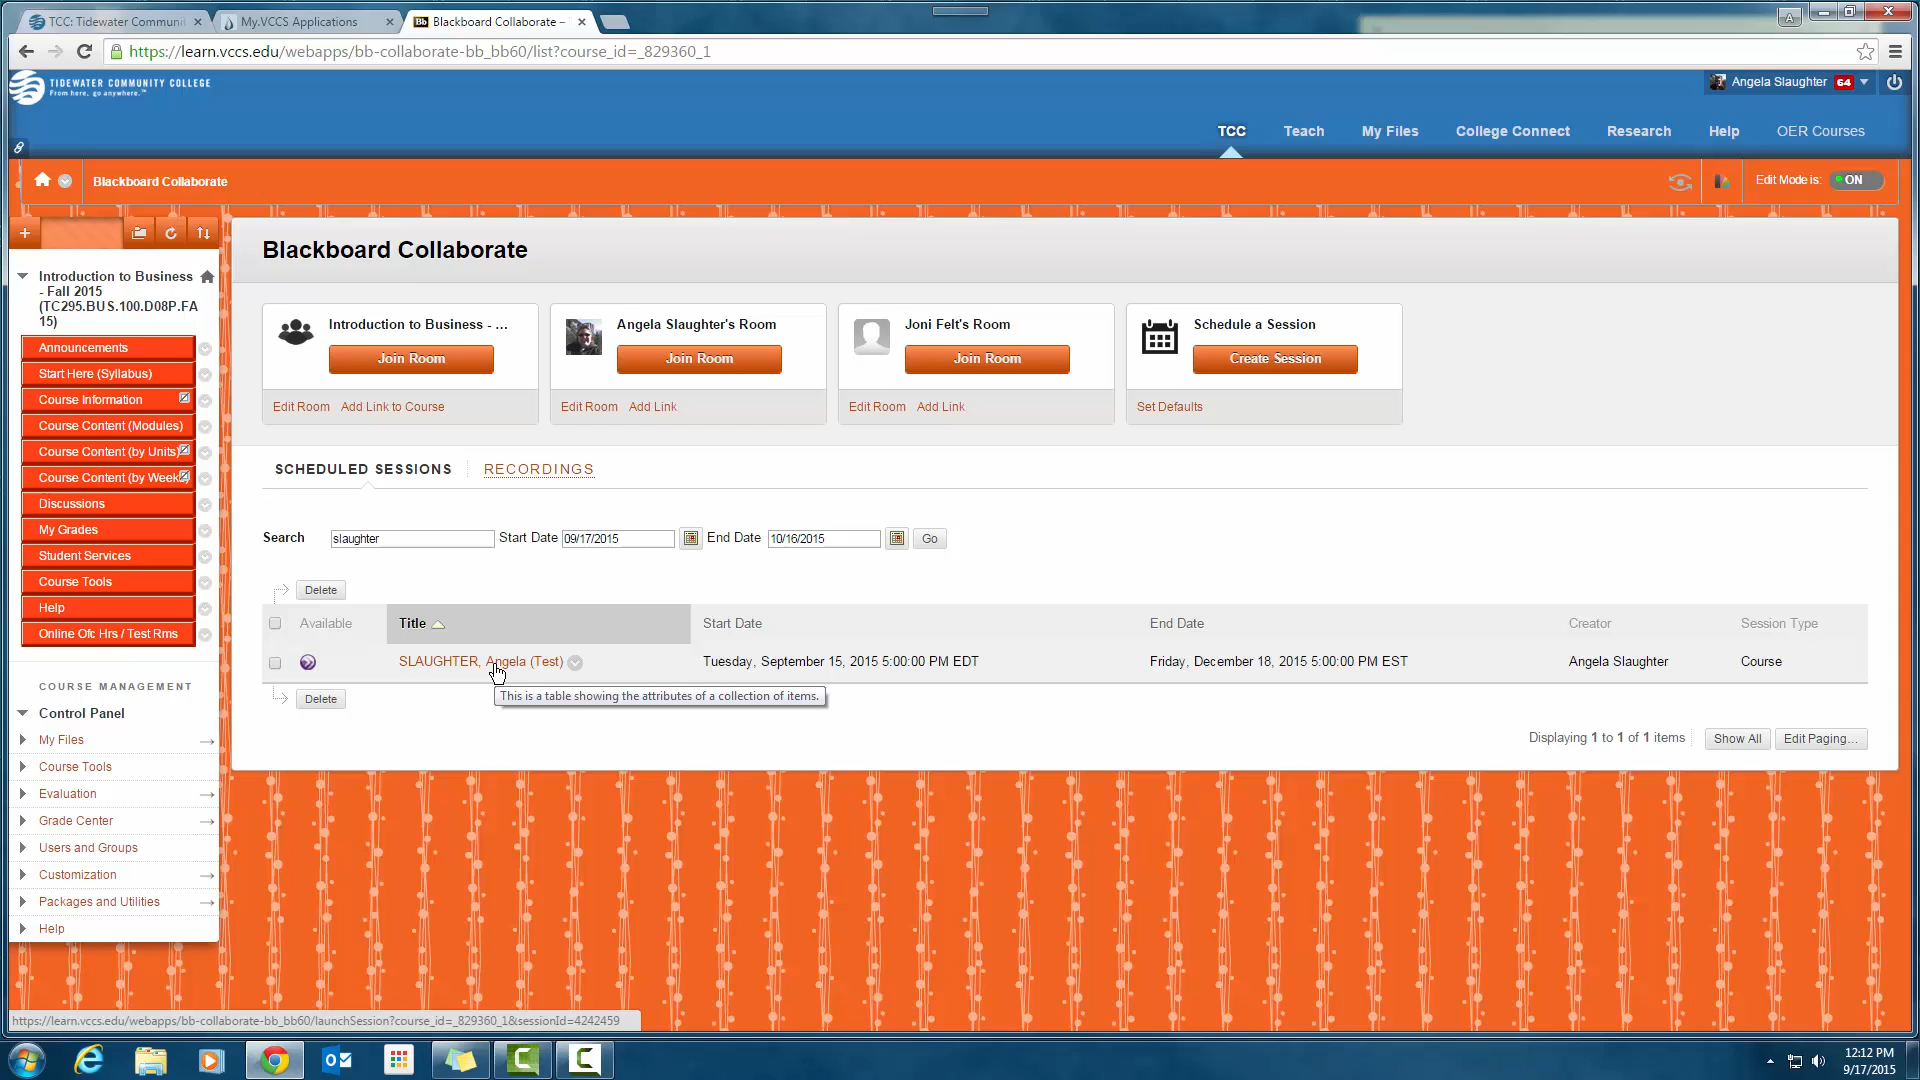 TCC: Tidewater Communi
My.VCCS Applications
Bb Blackboard Collaborate –
A
https://learn.vccs.edu/webapps/bb-collaborate-bb_bb60/list?course_id=_829360_1
TIDEWATER COMMUNITY COLLEGE
From here, go anywhere.™
Angela Slaughter 64
TCC Teach My Files College Connect Research Help OER Courses
Blackboard Collaborate
Edit Mode is: ON
Introduction to Business
- Fall 2015
(TC295.BUS.100.D08P.FA
15)
Announcements
Start Here (Syllabus)
Course Information
Course Content (Modules)
Course Content (by Units)
Course Content (by Week
Discussions
My Grades
Student Services
Course Tools
Help
Online Ofc Hrs / Test Rms
COURSE MANAGEMENT
Control Panel
My Files
Course Tools
Evaluation
Grade Center
Users and Groups
Customization
Packages and Utilities
Help
Blackboard Collaborate
Introduction to Business - ...
Join Room
Edit Room Add Link to Course
Angela Slaughter's Room
Join Room
Edit Room Add Link
Joni Felt's Room
Join Room
Edit Room Add Link
Schedule a Session
Create Session
Set Defaults
SCHEDULED SESSIONS RECORDINGS
Search slaughter Start Date 09/17/2015 End Date 10/16/2015 Go
Delete
Available Title Start Date End Date Creator Session Type
SLAUGHTER, Angela (Test) Tuesday, September 15, 2015 5:00:00 PM EDT Friday, December 18, 2015 5:00:00 PM EST Angela Slaughter Course
This is a table showing the attributes of a collection of items.
Delete
Displaying 1 to 1 of 1 items Show All Edit Paging...
https://learn.vccs.edu/webapps/bb-collaborate-bb_bb60/launchSession?course_id=_829360_1&sessionId=4242459
12:12 PM
9/17/2015